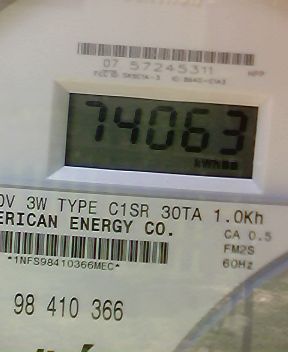 07 57245311
74063
kWh
0V 3W TYPE C1SR 30TA 1.0Kh
ERICAN ENERGY CO.
CA 0.5
FM2S
*1NFS98410366MEC*
60Hz
98 410 366